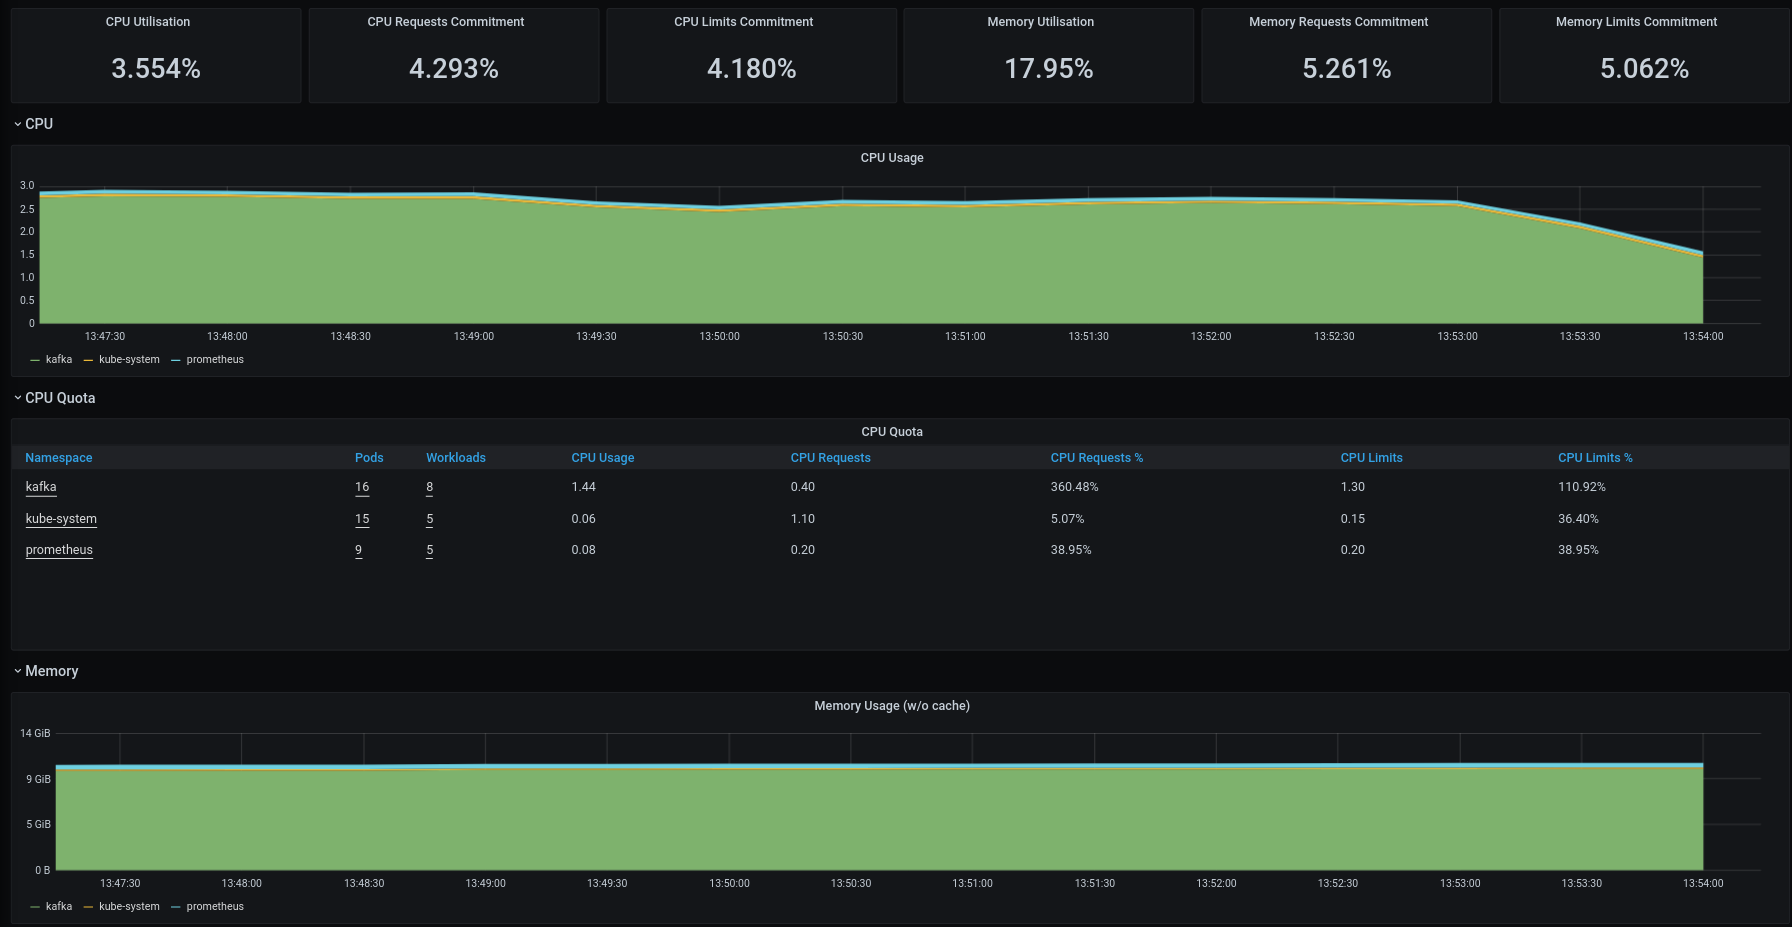 CPU Utilisation
CPU Requests Commitment
CPU Limits Commitment
Memory Utilisation
Memory Requests Commitment
Memory Limits Commitment
3.554%
4.293%
4.180%
17.95%
5.261%
5.062%
CPU
CPU Usage
3.0
2.5
2.0
1.5
1.0
0.5
0
13:47:30 13:48:00 13:48:30 13:49:00 13:49:30 13:50:00 13:50:30 13:51:00 13:51:30 13:52:00 13:52:30 13:53:00 13:53:30 13:54:00
kafka kube-system prometheus
CPU Quota
CPU Quota
Namespace Pods Workloads CPU Usage CPU Requests CPU Requests % CPU Limits CPU Limits %
kafka 16 8 1.44 0.40 360.48% 1.30 110.92%
kube-system 15 5 0.06 1.10 5.07% 0.15 36.40%
prometheus 9 5 0.08 0.20 38.95% 0.20 38.95%
Memory
Memory Usage (w/o cache)
14 GiB
9 GiB
5 GiB
0 B
13:47:30 13:48:00 13:48:30 13:49:00 13:49:30 13:50:00 13:50:30 13:51:00 13:51:30 13:52:00 13:52:30 13:53:00 13:53:30 13:54:00
kafka kube-system prometheus